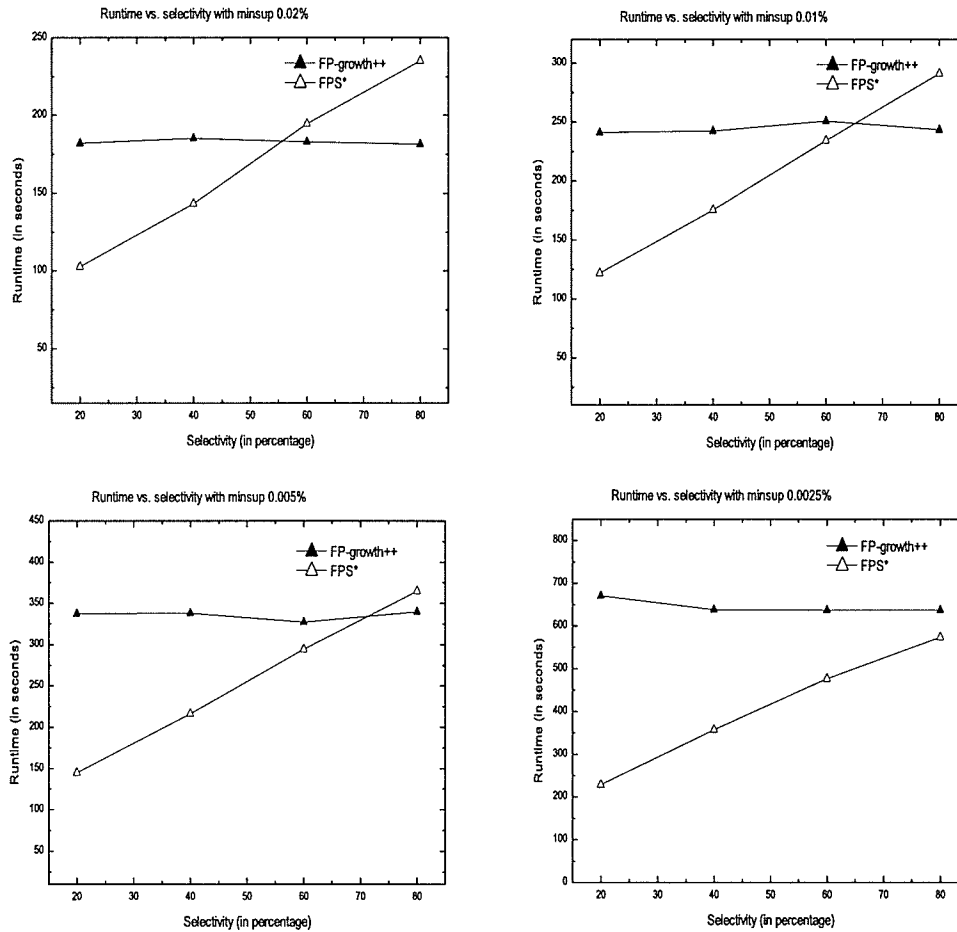 Runtime vs. selectivity with minsup 0.02%
250
200
150
100
50
Runtime (in seconds)
FP-growth++
FPS*
20 30 40 50 60 70 80
Selectivity (in percentage)
Runtime vs. selectivity with minsup 0.01%
300
250
200
150
100
50
Runtime (in seconds)
FP-growth++
FPS*
20 30 40 50 60 70 80
Selectivity (in percentage)
Runtime vs. selectivity with minsup 0.005%
450
400
350
300
250
200
150
100
50
Runtime (in seconds)
FP-growth++
FPS*
20 30 40 50 60 70 80
Selectivity (in percentage)
Runtime vs. selectivity with minsup 0.0025%
800
700
600
500
400
300
200
100
0
Runtime (in seconds)
FP-growth++
FPS*
20 30 40 50 60 70 80
Selectivity (in percentage)